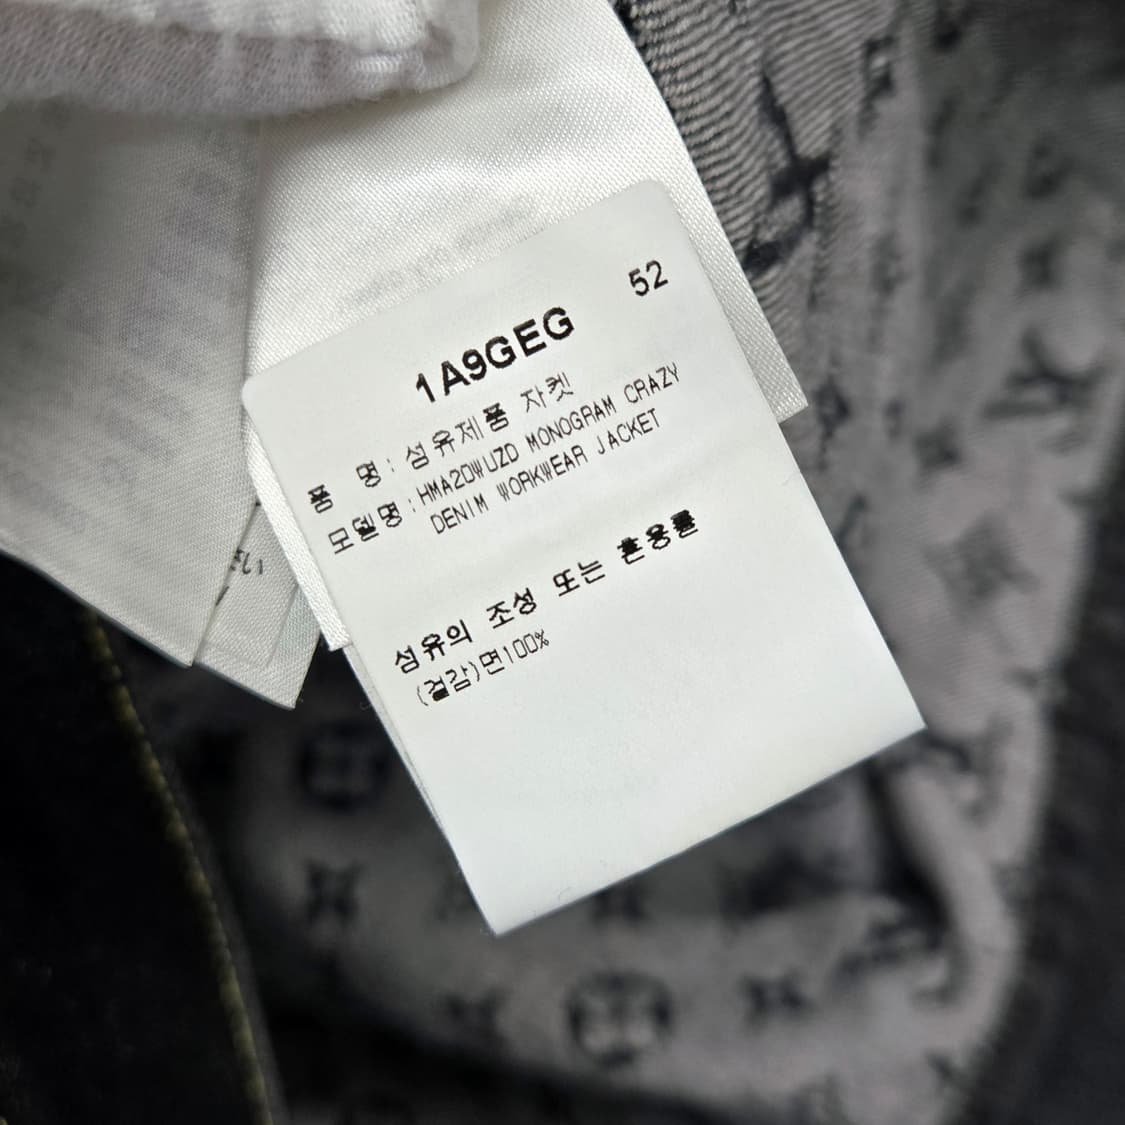 52
1A9GEG
품 명 : 섬유제품 자켓
모델명 : HMA20WUZD MONOGRAM CRAZY
DENIM WORKWEAR JACKET
섬유의 조성 또는 혼용률
(겉감)면100%